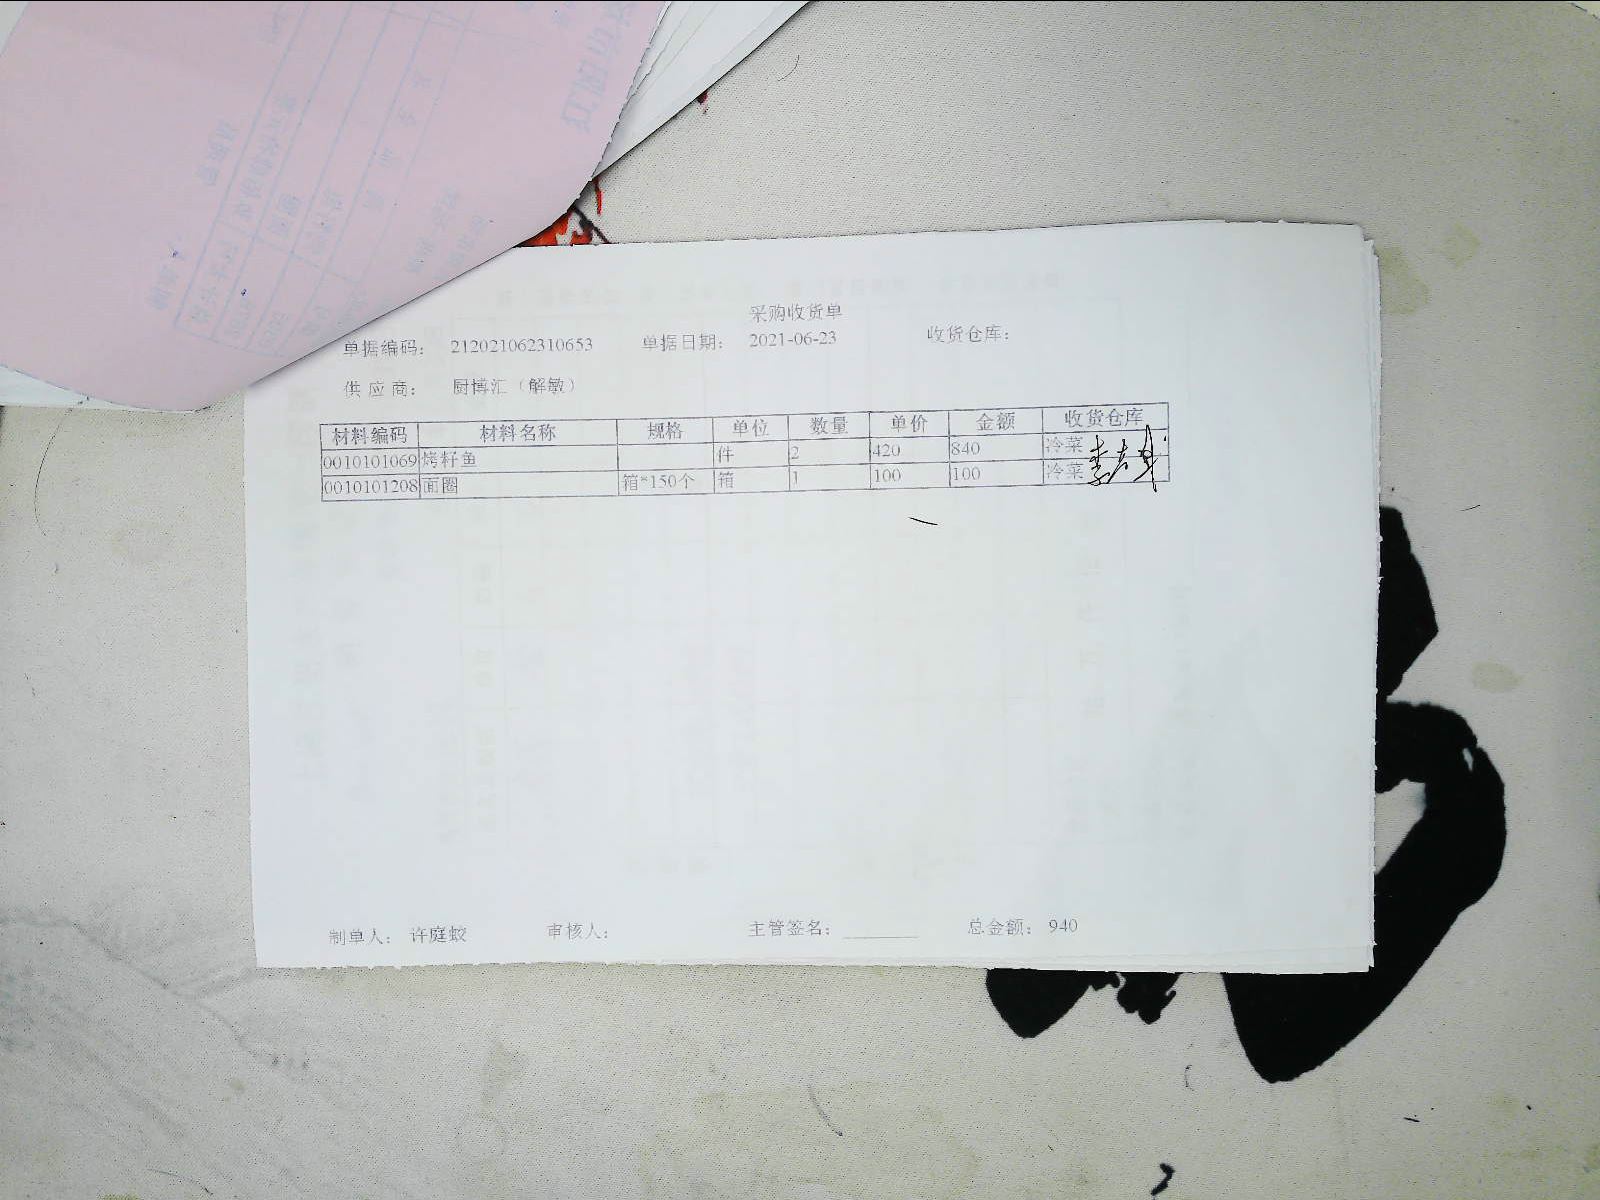 采购收货单
单据编码： 212021062310653 单据日期： 2021-06-23 收货仓库：
供应商： 厨博汇（解敏）
材料编码 材料名称 规格 单位 数量 单价 金额 收货仓库
0010101069 烤籽鱼 件 2 420 840 冷菜
0010101208 面圈 箱*150个 箱 1 100 100 冷菜
制单人： 许庭蛟 审核人： 主管签名：________ 总金额： 940